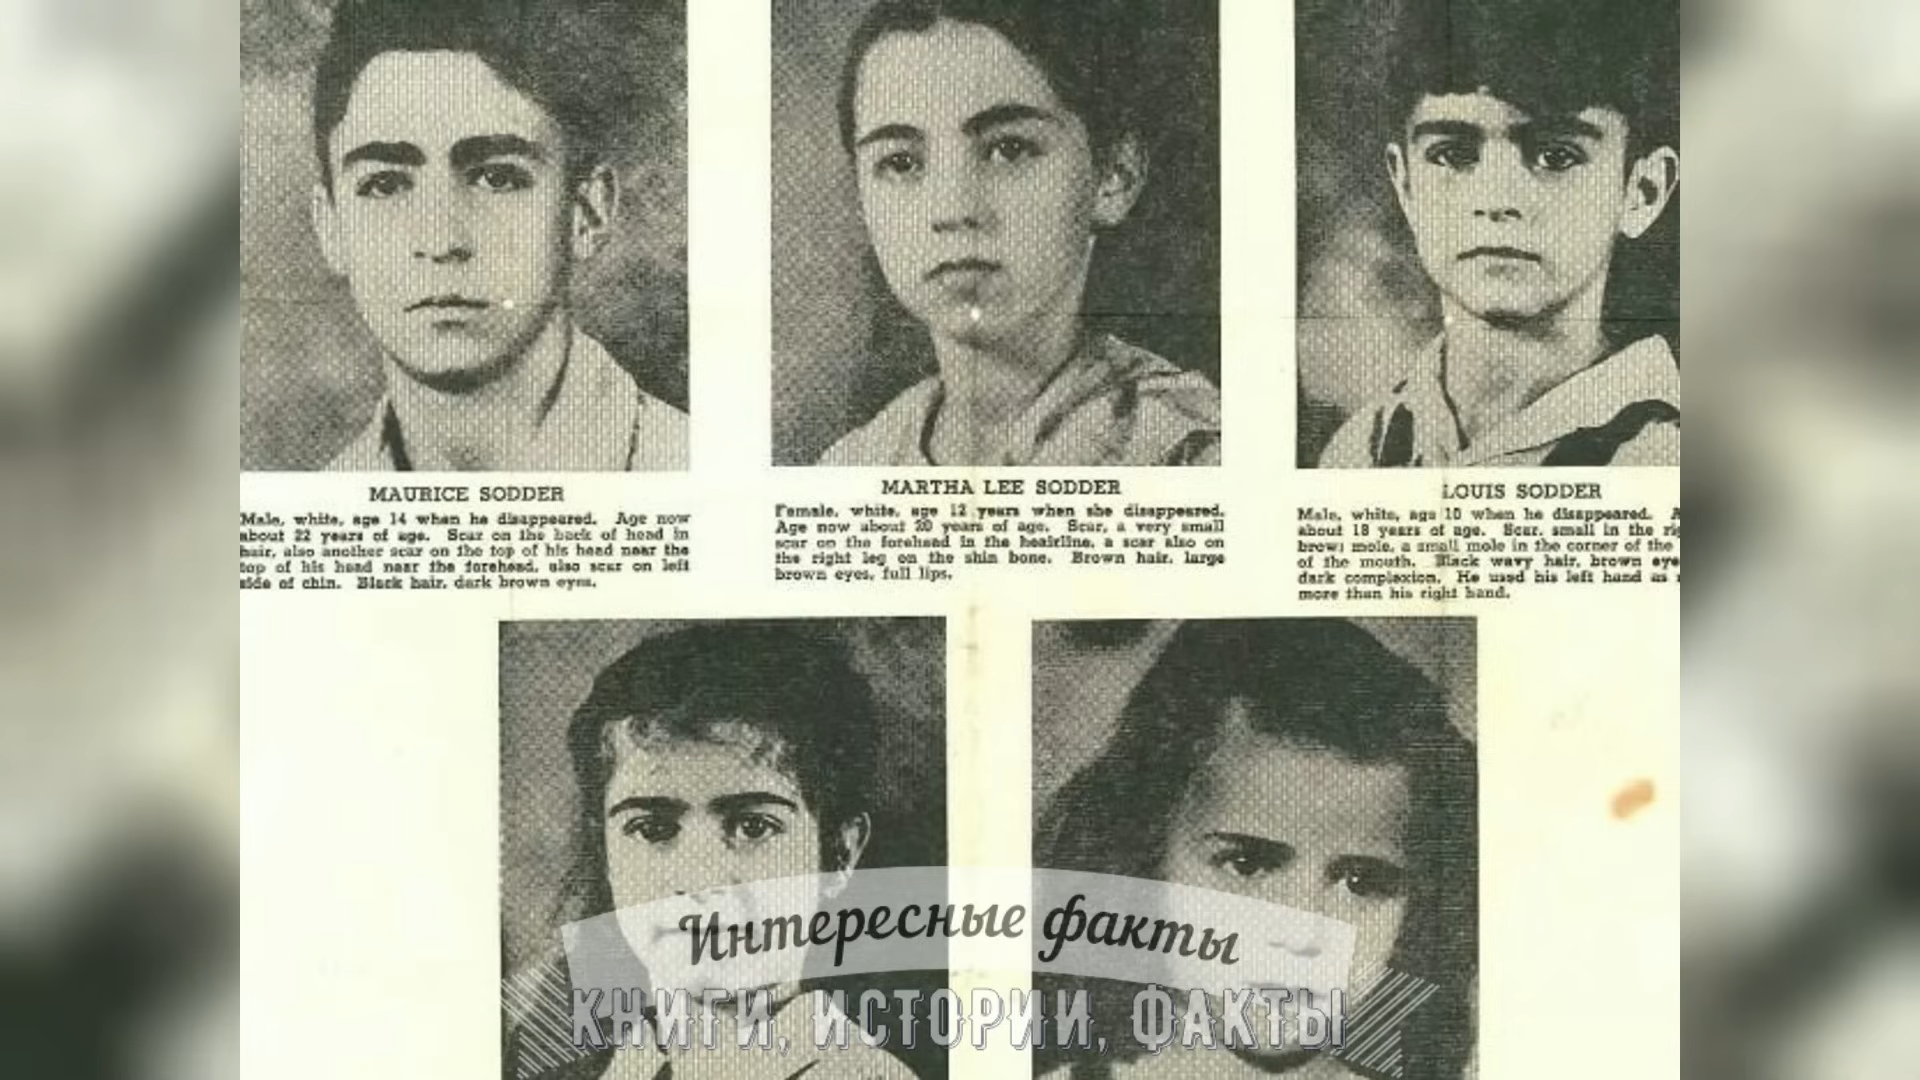 MAURICE SODDER
Male, white, age 14 when he disappeared. Age now
about 22 years of age. Scar on the back of head in
hair, also another scar on the top of his head near the
top of his head near the forehead, also scar on left
side of chin. Black hair, dark brown eyes.
MARTHA LEE SODDER
Female, white, age 12 years when she disappeared.
Age now about 20 years of age. Scar, a very small
scar on the forehead in the hairline, a scar also on
the right leg on the shin bone. Brown hair, large
brown eyes, full lips.
LOUIS SODDER
Male, white, age 10 when he disappeared. A
about 18 years of age. Scar, small in the rig
brow; mole, a small mole in the corner of the
of the mouth. Black wavy hair, brown eye
dark complexion. He used his left hand as
more than his right hand.
Интересные факты
КНИГИ, ИСТОРИИ, ФАКТЫ